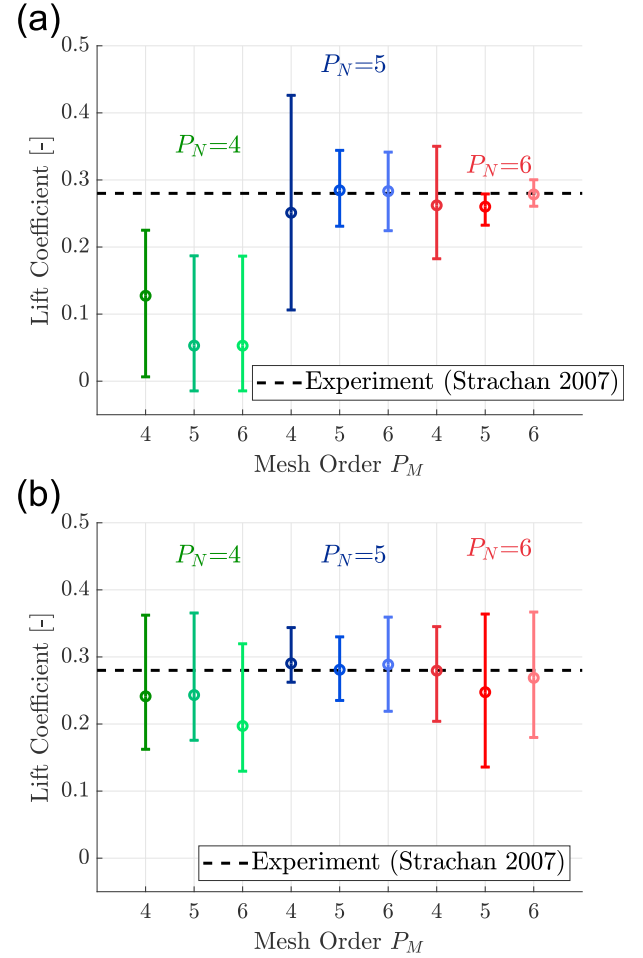 (a)
0.5
P_N=5
0.4
P_N=4
P_N=6
0.3
0.2
0.1
0
Lift Coefficient [-]
Experiment (Strachan 2007)
4 5 6 4 5 6 4 5 6
Mesh Order P_M
(b)
0.5
P_N=4 P_N=5 P_N=6
0.4
0.3
0.2
0.1
0
Lift Coefficient [-]
Experiment (Strachan 2007)
4 5 6 4 5 6 4 5 6
Mesh Order P_M